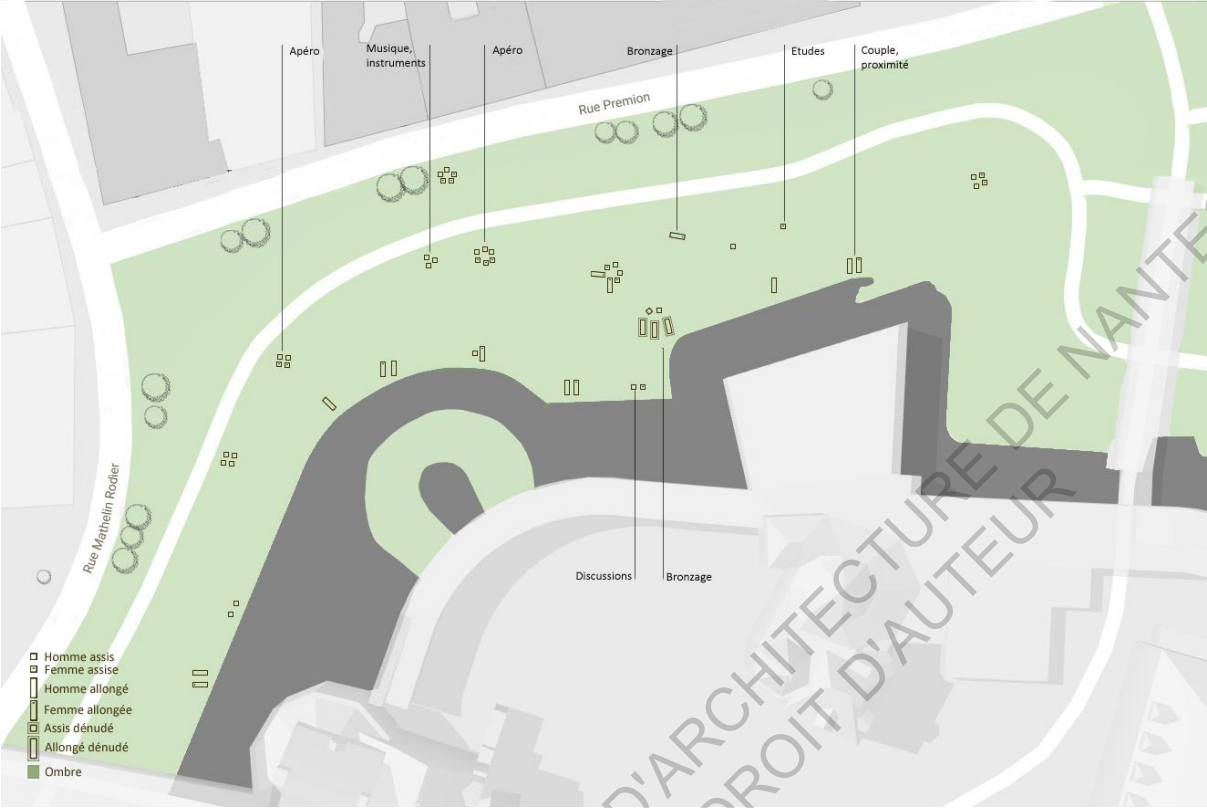 Apéro
Musique,
instruments
Apéro
Bronzage
Etudes
Couple,
proximité
Rue Premion
Rue Mathelin Rodier
Discussions
Bronzage
Homme assis
Femme assise
Homme allongé
Femme allongée
Assis dénudé
Allongé dénudé
Ombre
D'ARCHITECTURE DE NANTES
DROIT D'AUTEUR